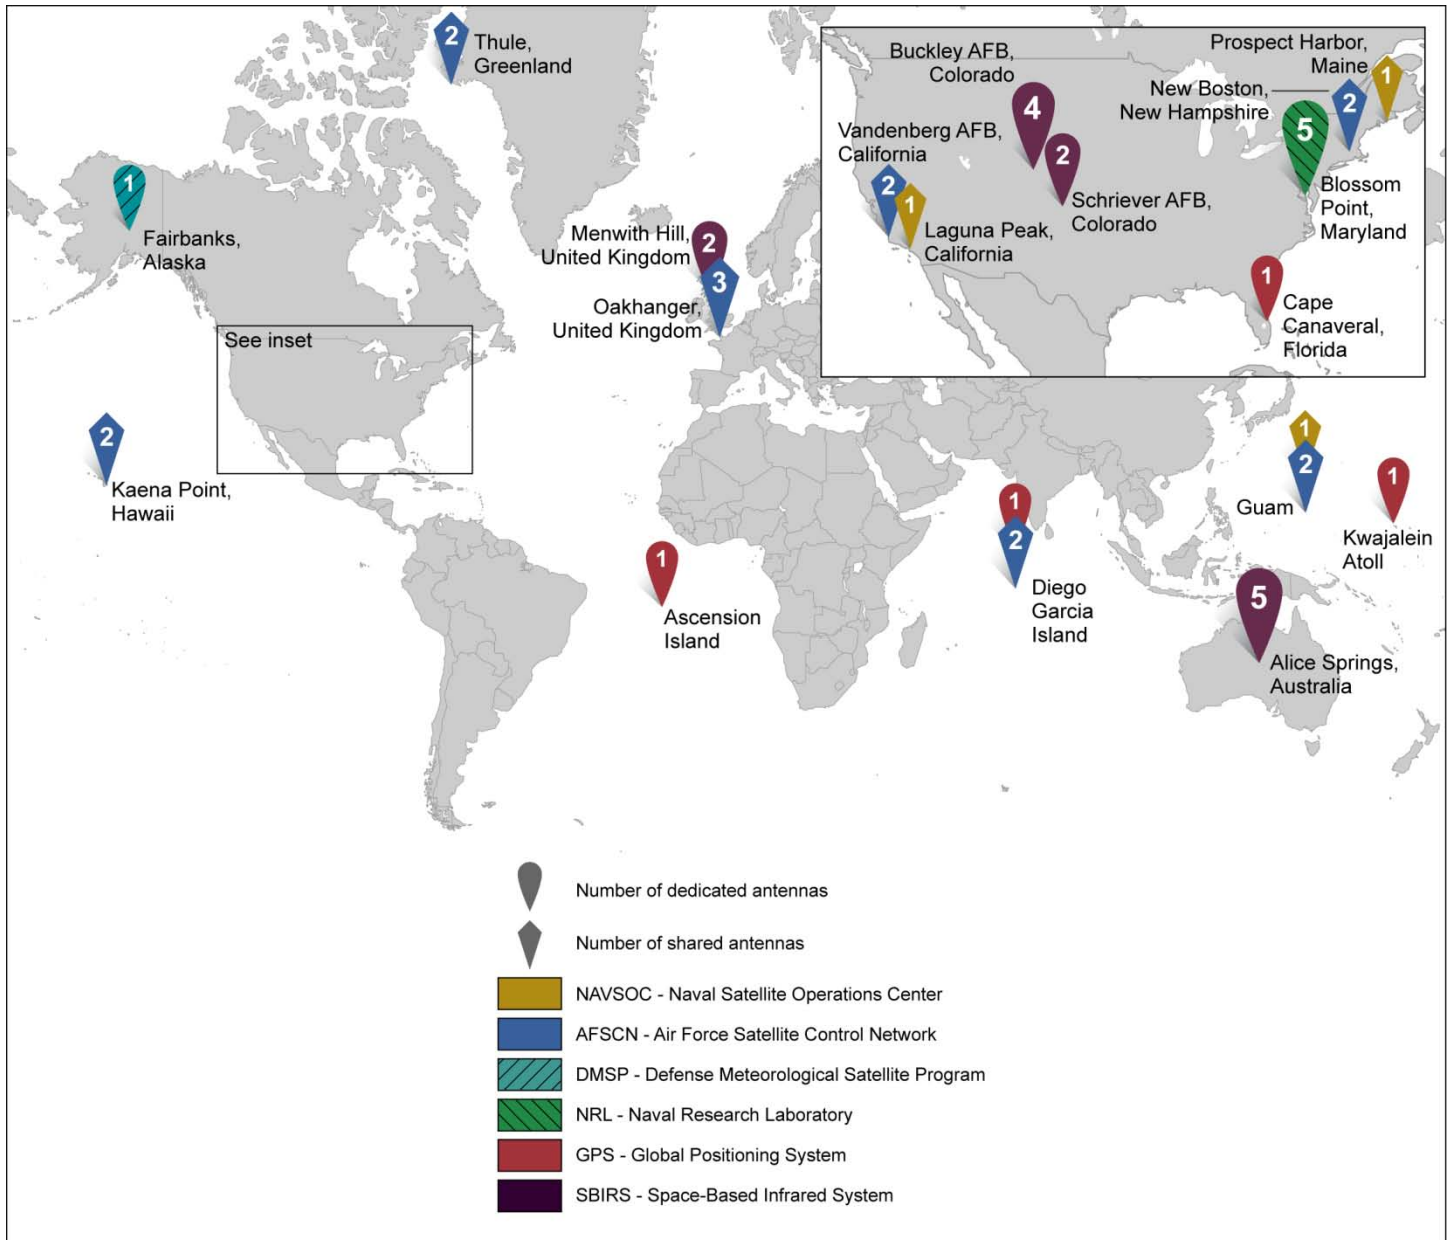 2
Thule,
Greenland
Buckley AFB,
Colorado
Prospect Harbor,
Maine
1
New Boston,
New Hampshire
2
4
5
Vandenberg AFB,
California
2
2
1
Schriever AFB,
Colorado
Laguna Peak,
California
Blossom
Point,
Maryland
1
Cape
Canaveral,
Florida
1
Fairbanks,
Alaska
Menwith Hill,
United Kingdom
2
3
Oakhanger,
United Kingdom
See inset
2
Kaena Point,
Hawaii
1
2
Guam
1
Kwajalein
Atoll
1
2
Diego
Garcia
Island
1
Ascension
Island
5
Alice Springs,
Australia
Number of dedicated antennas
Number of shared antennas
NAVSOC - Naval Satellite Operations Center
AFSCN - Air Force Satellite Control Network
DMSP - Defense Meteorological Satellite Program
NRL - Naval Research Laboratory
GPS - Global Positioning System
SBIRS - Space-Based Infrared System